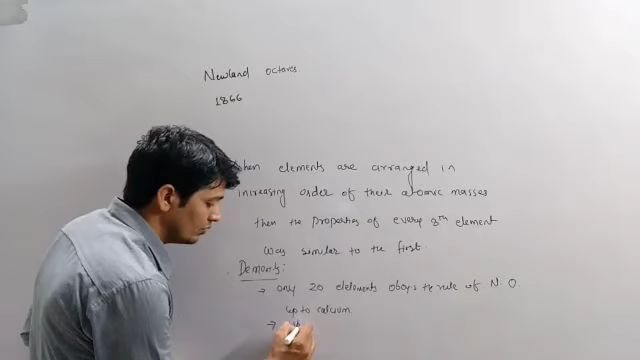 Newland octaves.
1866
when elements are arranged in
increasing order of their atomic masses
then the properties of every 8th element
was similar to the first.
Demerits:
→ only 20 elements obeys the rule of N. O.
up to calcium.
→